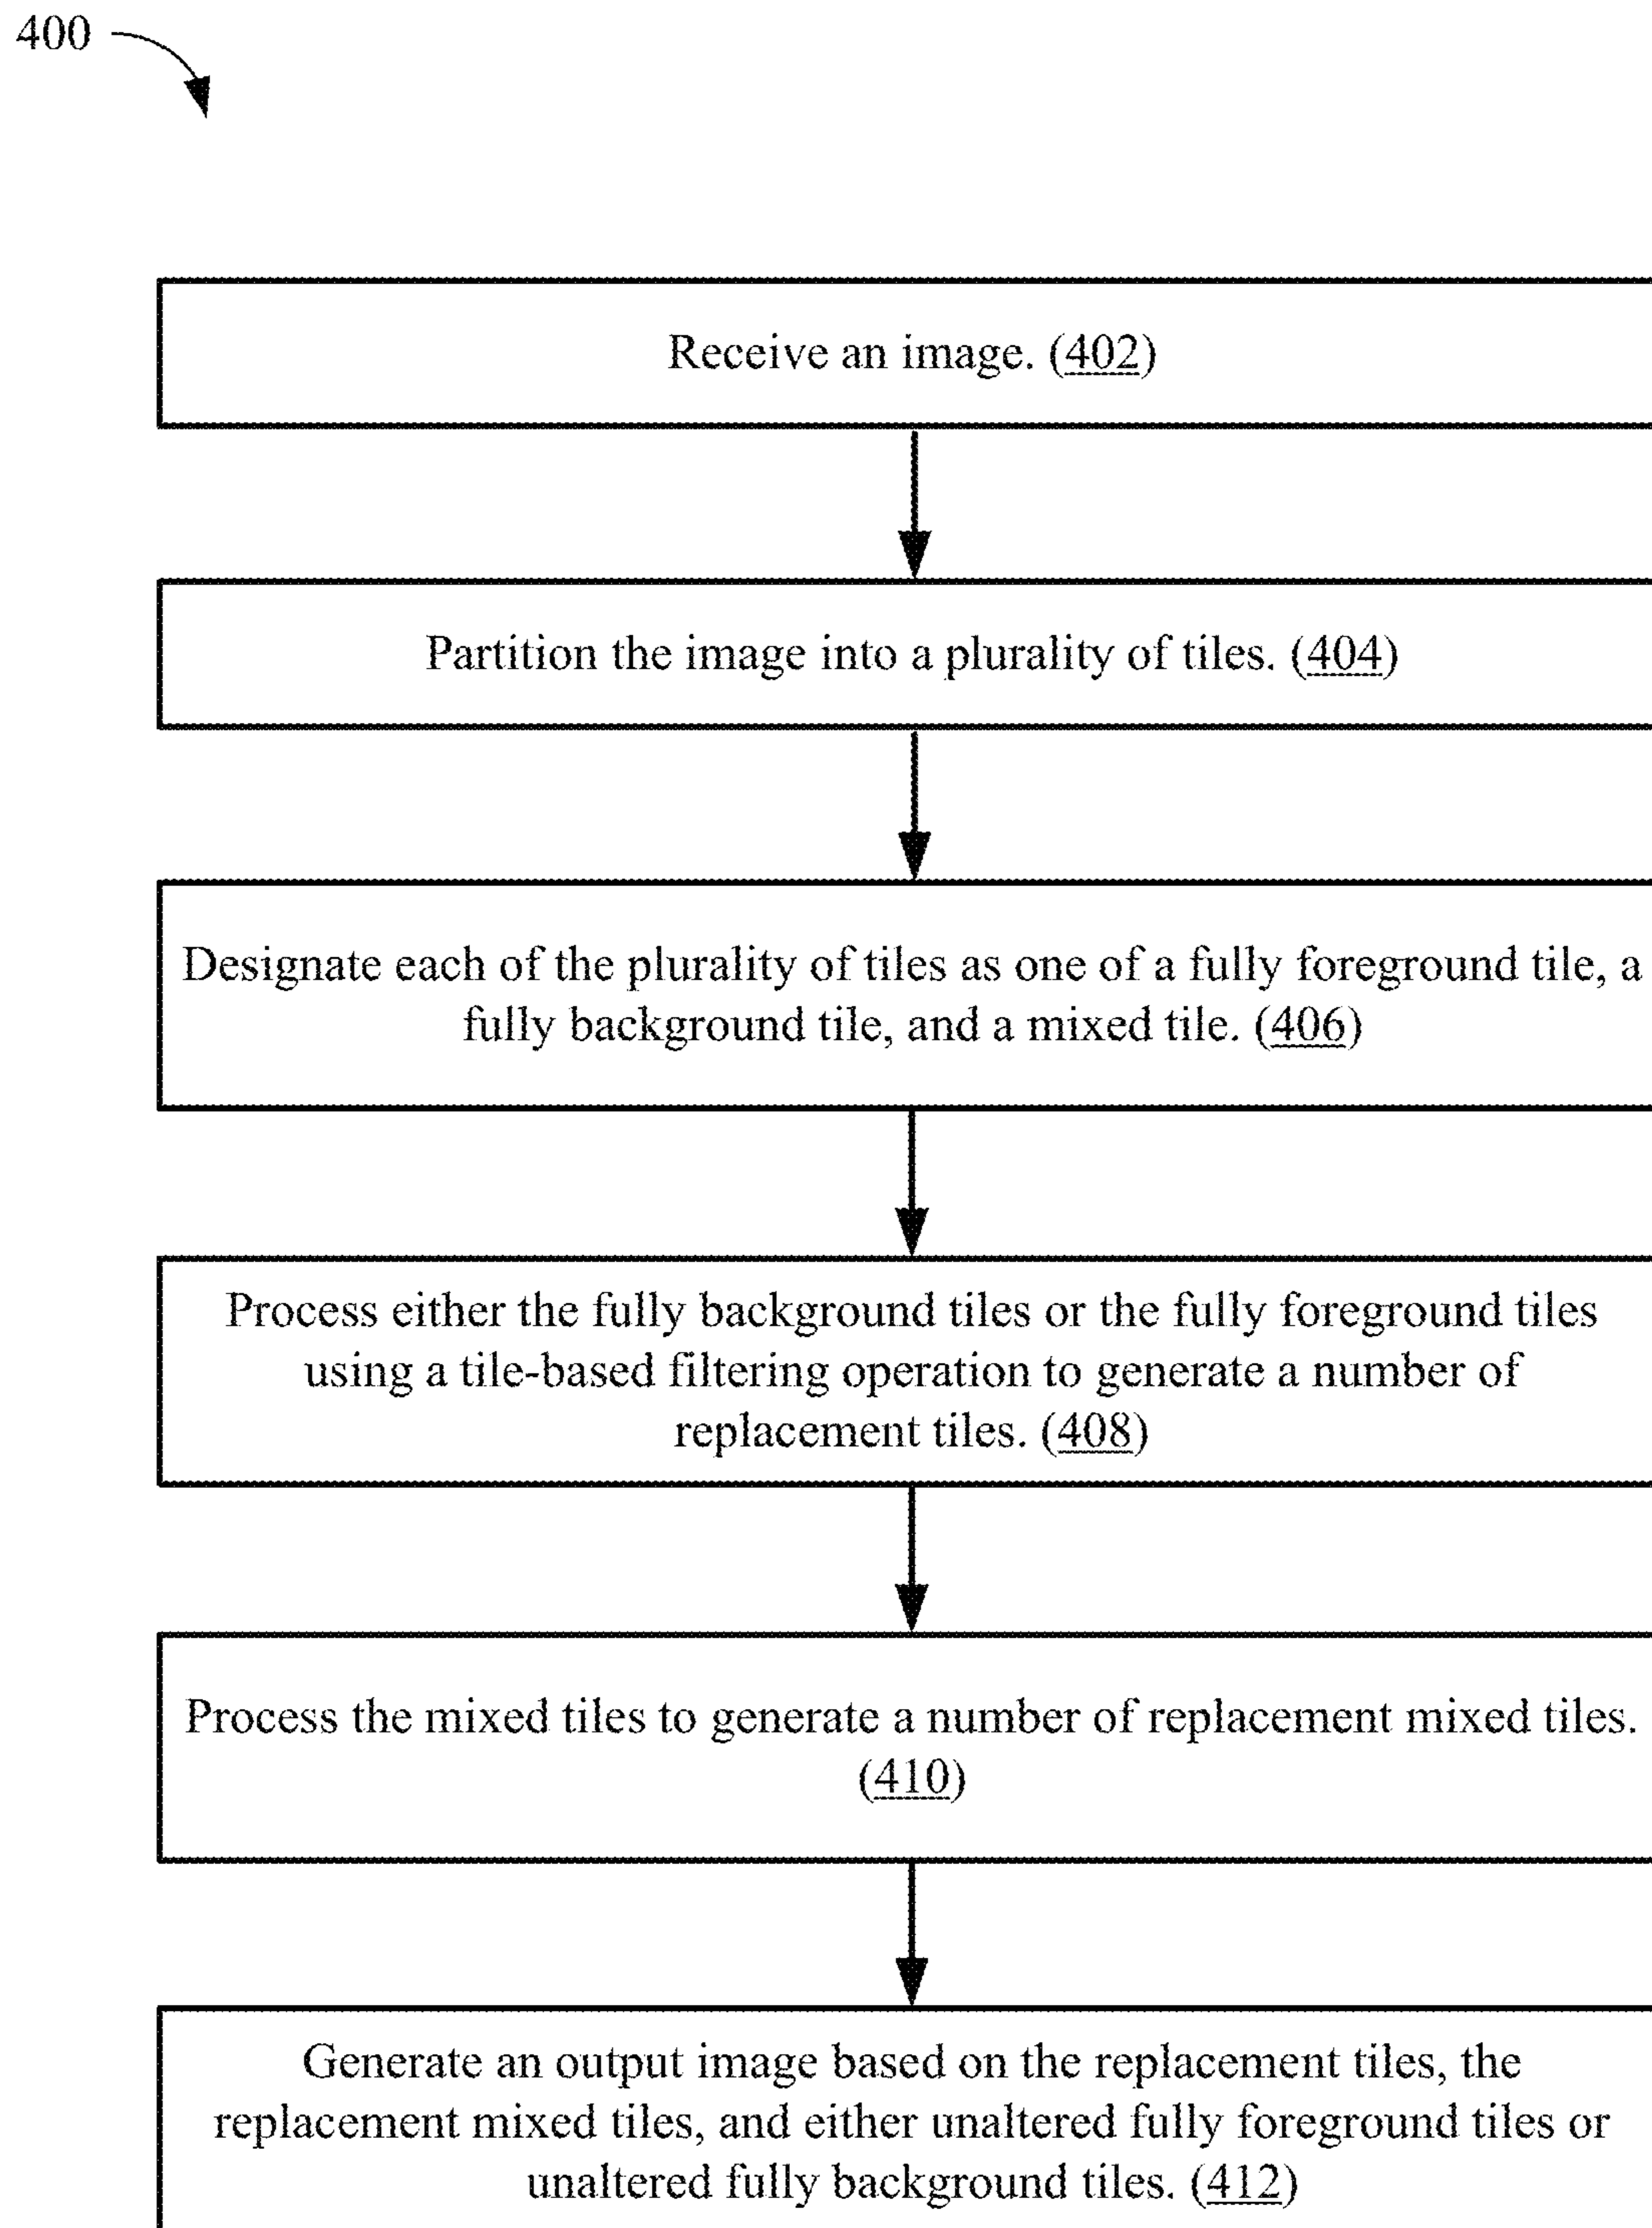 400
Receive an image. (402)
Partition the image into a plurality of tiles. (404)
Designate each of the plurality of tiles as one of a fully foreground tile, a
fully background tile, and a mixed tile. (406)
Process either the fully background tiles or the fully foreground tiles
using a tile-based filtering operation to generate a number of
replacement tiles. (408)
Process the mixed tiles to generate a number of replacement mixed tiles.
(410)
Generate an output image based on the replacement tiles, the
replacement mixed tiles, and either unaltered fully foreground tiles or
unaltered fully background tiles. (412)